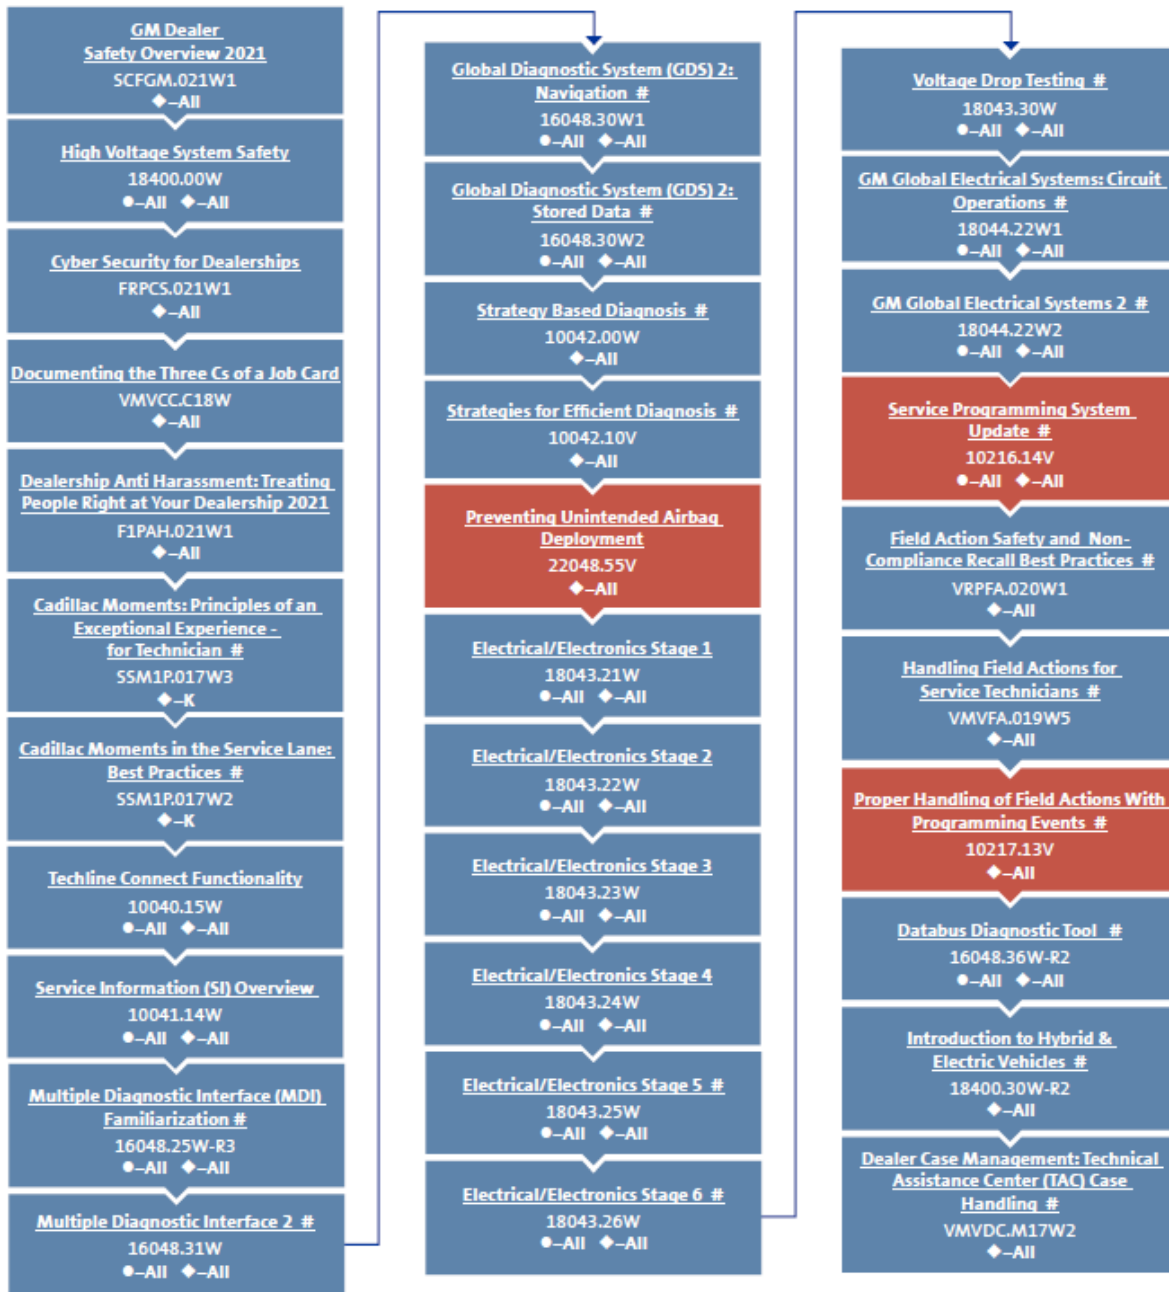 GM Dealer
Safety Overview 2021
SCFGM.021W1
◆–All
High Voltage System Safety
18400.00W
●–All ◆–All
Cyber Security for Dealerships
FRPCS.021W1
◆–All
Documenting the Three Cs of a Job Card
VMVCC.C18W
◆–All
Dealership Anti Harassment: Treating
People Right at Your Dealership 2021
F1PAH.021W1
◆–All
Cadillac Moments: Principles of an
Exceptional Experience -
for Technician #
SSM1P.017W3
◆–K
Cadillac Moments in the Service Lane:
Best Practices #
SSM1P.017W2
◆–K
Techline Connect Functionality
10040.15W
●–All ◆–All
Service Information (SI) Overview
10041.14W
●–All ◆–All
Multiple Diagnostic Interface (MDI)
Familiarization #
16048.25W-R3
●–All ◆–All
Multiple Diagnostic Interface 2 #
16048.31W
●–All ◆–All
Global Diagnostic System (GDS) 2:
Navigation #
16048.30W1
●–All ◆–All
Global Diagnostic System (GDS) 2:
Stored Data #
16048.30W2
●–All ◆–All
Strategy Based Diagnosis #
10042.00W
◆–All
Strategies for Efficient Diagnosis #
10042.10V
◆–All
Preventing Unintended Airbag
Deployment
22048.55V
◆–All
Electrical/Electronics Stage 1
18043.21W
●–All ◆–All
Electrical/Electronics Stage 2
18043.22W
●–All ◆–All
Electrical/Electronics Stage 3
18043.23W
●–All ◆–All
Electrical/Electronics Stage 4
18043.24W
●–All ◆–All
Electrical/Electronics Stage 5 #
18043.25W
●–All ◆–All
Electrical/Electronics Stage 6 #
18043.26W
●–All ◆–All
Voltage Drop Testing #
18043.30W
●–All ◆–All
GM Global Electrical Systems: Circuit
Operations #
18044.22W1
●–All ◆–All
GM Global Electrical Systems 2 #
18044.22W2
●–All ◆–All
Service Programming System
Update #
10216.14V
●–All ◆–All
Field Action Safety and Non-
Compliance Recall Best Practices #
VRPFA.020W1
◆–All
Handling Field Actions for
Service Technicians #
VMVFA.019W5
◆–All
Proper Handling of Field Actions With
Programming Events #
10217.13V
◆–All
Databus Diagnostic Tool #
16048.36W-R2
●–All ◆–All
Introduction to Hybrid &
Electric Vehicles #
18400.30W-R2
◆–All
Dealer Case Management: Technical
Assistance Center (TAC) Case
Handling #
VMVDC.M17W2
◆–All